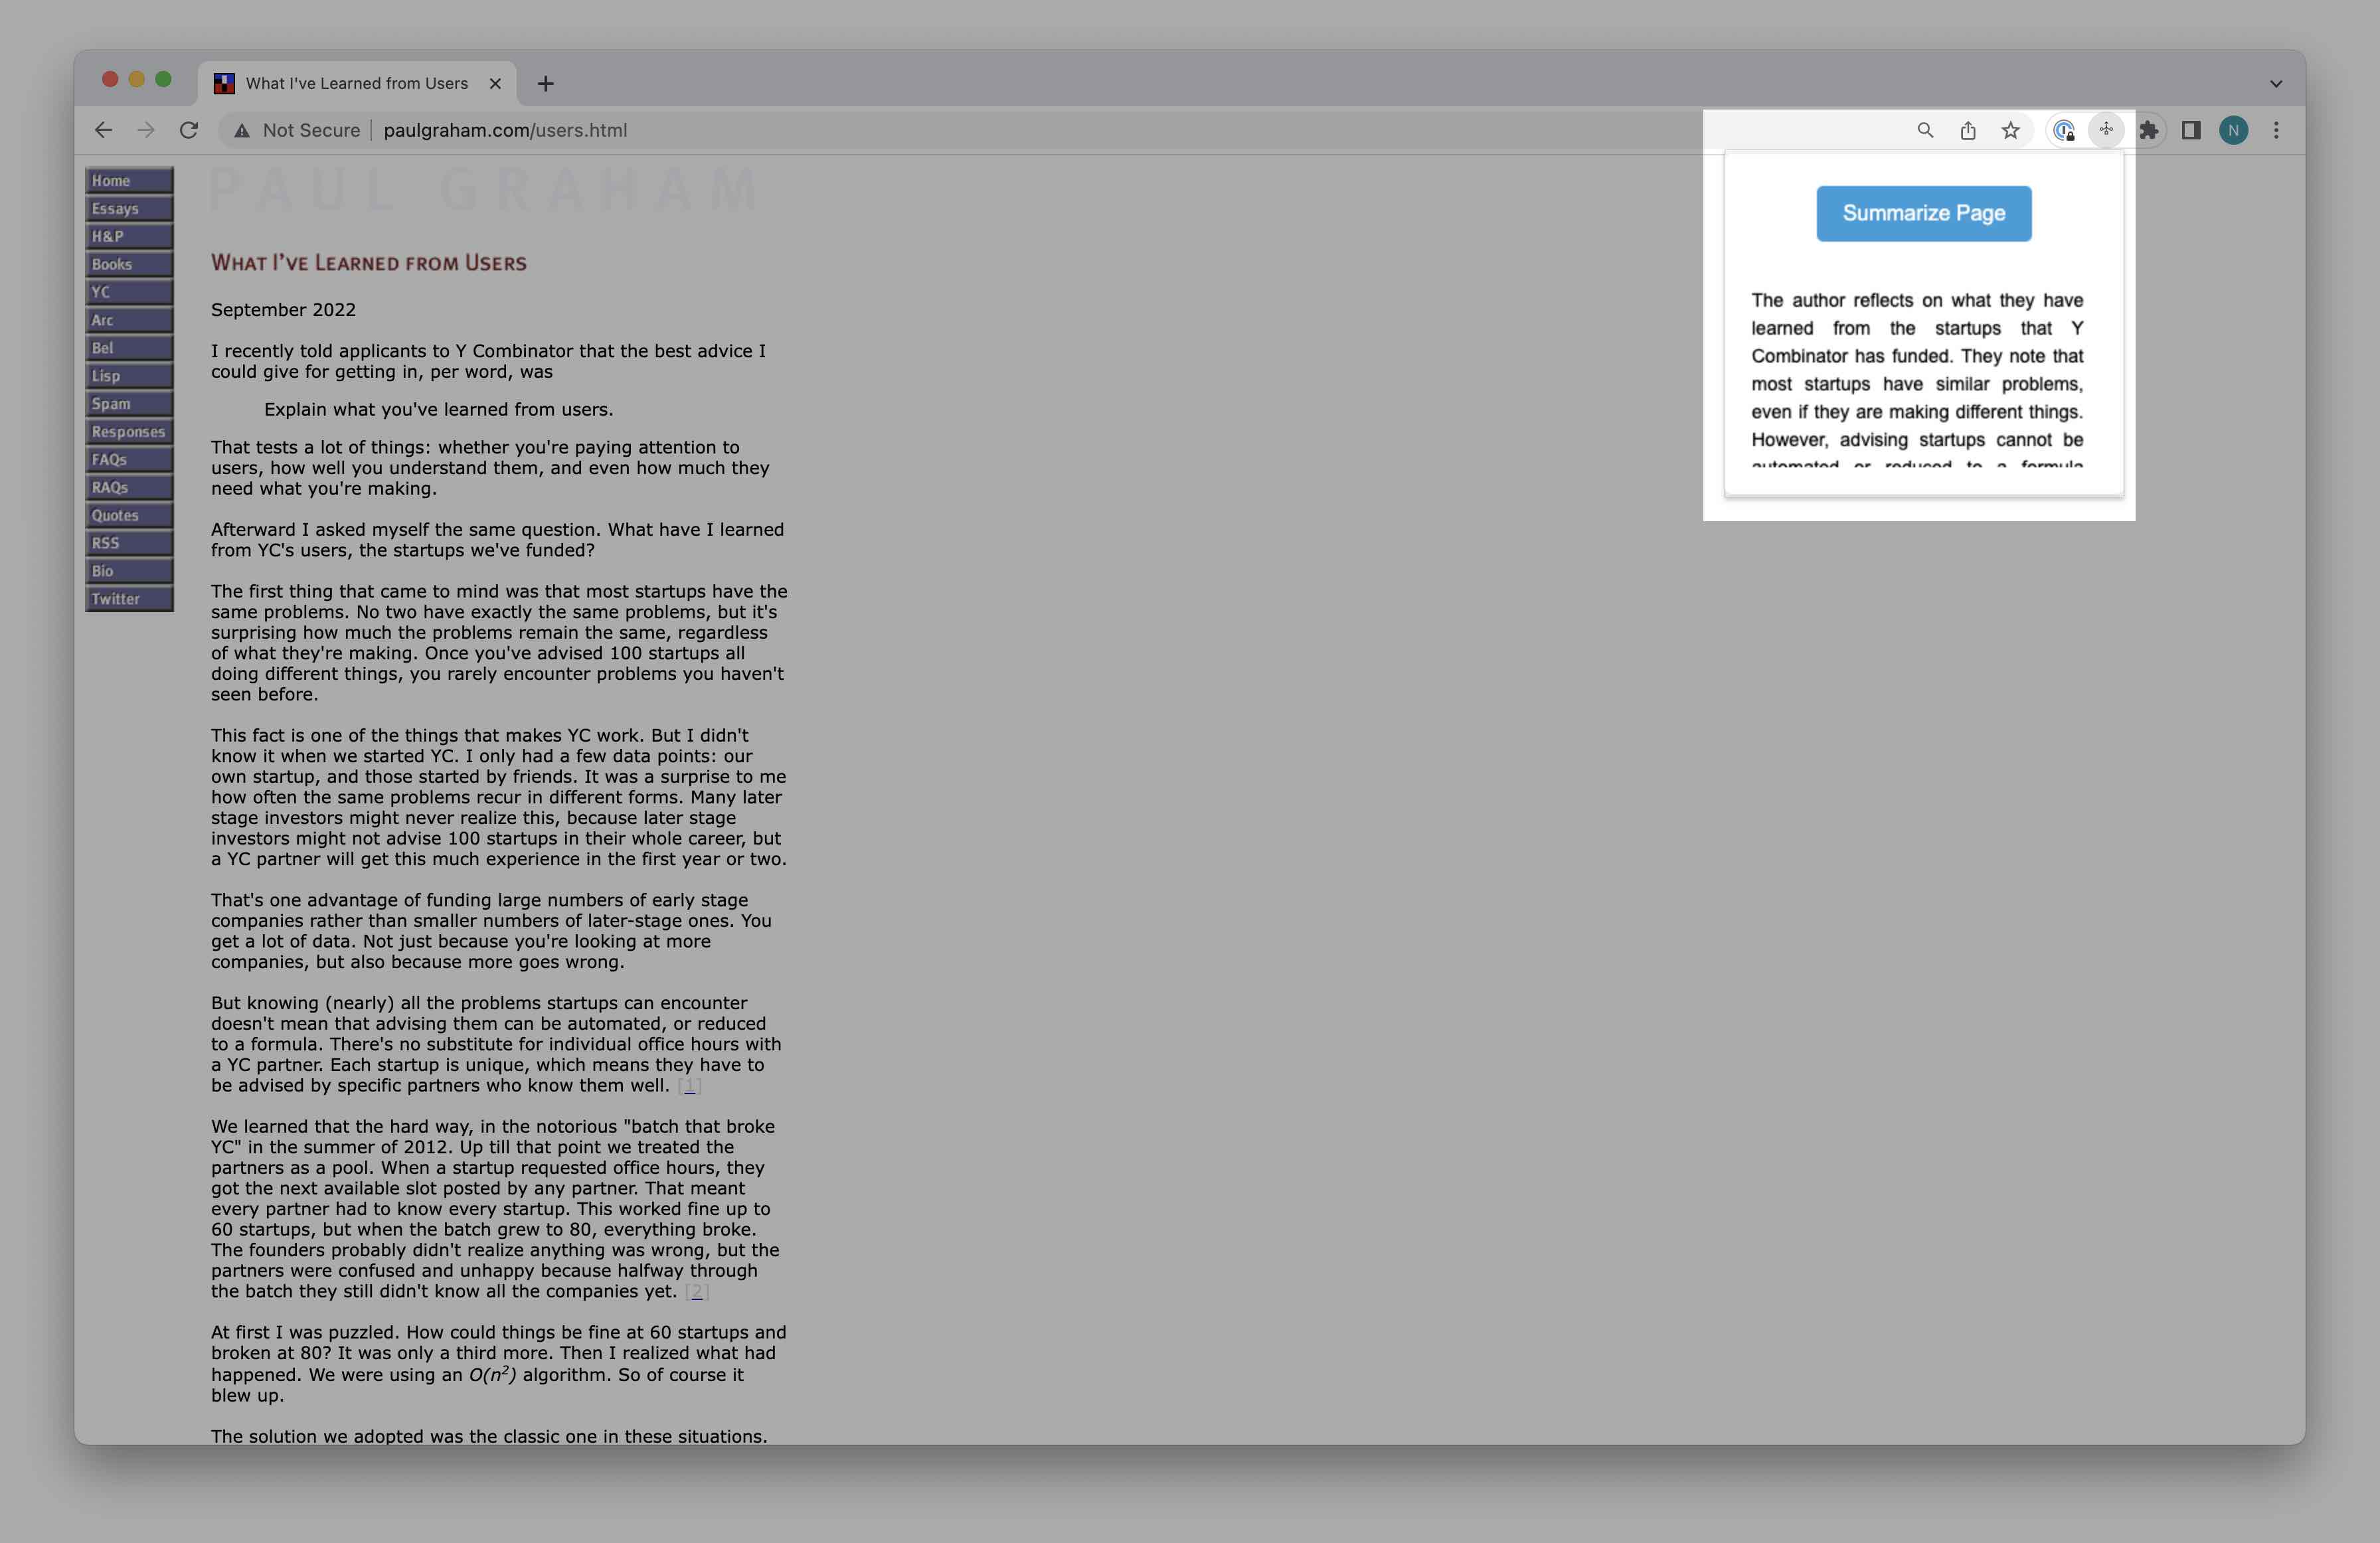 What I've Learned from Users
Not Secure
paulgraham.com/users.html
N
Home
Essays
H&P
Books
YC
Arc
Bel
Lisp
Spam
Responses
FAQs
RAQs
Quotes
RSS
Bio
Twitter
PAUL GRAHAM
What I've Learned from Users
September 2022
I recently told applicants to Y Combinator that the best advice I
could give for getting in, per word, was
Explain what you've learned from users.
That tests a lot of things: whether you're paying attention to
users, how well you understand them, and even how much they
need what you're making.
Afterward I asked myself the same question. What have I learned
from YC's users, the startups we've funded?
The first thing that came to mind was that most startups have the
same problems. No two have exactly the same problems, but it's
surprising how much the problems remain the same, regardless
of what they're making. Once you've advised 100 startups all
doing different things, you rarely encounter problems you haven't
seen before.
This fact is one of the things that makes YC work. But I didn't
know it when we started YC. I only had a few data points: our
own startup, and those started by friends. It was a surprise to me
how often the same problems recur in different forms. Many later
stage investors might never realize this, because later stage
investors might not advise 100 startups in their whole career, but
a YC partner will get this much experience in the first year or two.
That's one advantage of funding large numbers of early stage
companies rather than smaller numbers of later-stage ones. You
get a lot of data. Not just because you're looking at more
companies, but also because more goes wrong.
But knowing (nearly) all the problems startups can encounter
doesn't mean that advising them can be automated, or reduced
to a formula. There's no substitute for individual office hours with
a YC partner. Each startup is unique, which means they have to
be advised by specific partners who know them well. [1]
We learned that the hard way, in the notorious "batch that broke
YC" in the summer of 2012. Up till that point we treated the
partners as a pool. When a startup requested office hours, they
got the next available slot posted by any partner. That meant
every partner had to know every startup. This worked fine up to
60 startups, but when the batch grew to 80, everything broke.
The founders probably didn't realize anything was wrong, but the
partners were confused and unhappy because halfway through
the batch they still didn't know all the companies yet. [2]
At first I was puzzled. How could things be fine at 60 startups and
broken at 80? It was only a third more. Then I realized what had
happened. We were using an O(n²) algorithm. So of course it
blew up.
The solution we adopted was the classic one in these situations.
Summarize Page
The author reflects on what they have
learned from the startups that Y
Combinator has funded. They note that
most startups have similar problems,
even if they are making different things.
However, advising startups cannot be
automated or reduced to a formula